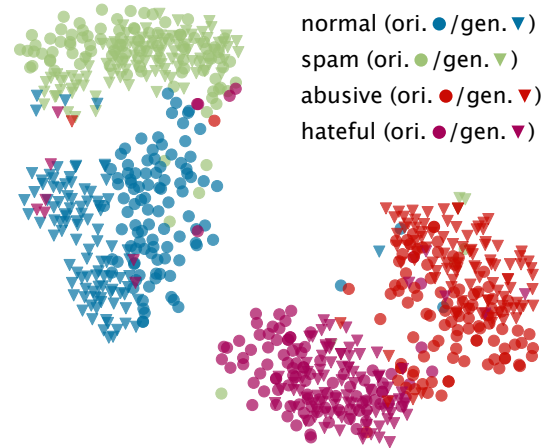 normal (ori. ●/gen. ▼)
spam (ori. ●/gen. ▼)
abusive (ori. ●/gen. ▼)
hateful (ori. ●/gen. ▼)